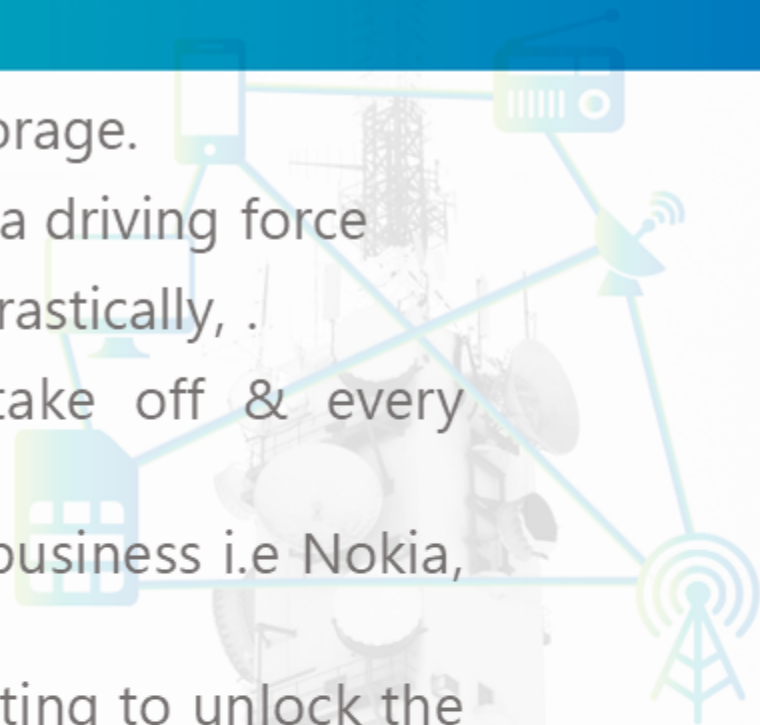 orage.
a driving force
rastically, .
take off & every
business i.e Nokia,
ting to unlock the